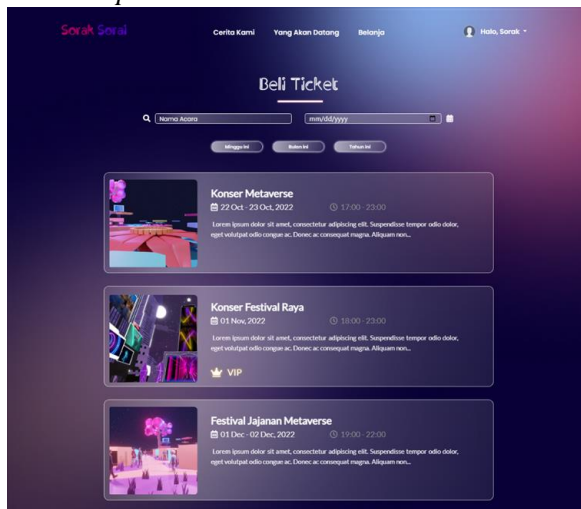 Sorak Sorai
Cerita Kami
Yang Akan Datang
Belanja
Halo, Sorak
Beli Ticket
Nama Acara
mm/dd/yyyy
Minggu Ini
Bulan Ini
Tahun Ini
Konser Metaverse
22 Oct - 23 Oct, 2022
17:00 - 23:00
Lorem ipsum dolor sit amet, consectetur adipiscing elit. Suspendisse tempor odio dolor,
eget volutpat odio congue ac. Donec ac consequat magna. Aliquam non...
Konser Festival Raya
01 Nov, 2022
18:00 - 23:00
Lorem ipsum dolor sit amet, consectetur adipiscing elit. Suspendisse tempor odio dolor,
eget volutpat odio congue ac. Donec ac consequat magna. Aliquam non...
VIP
Festival Jajanan Metaverse
01 Dec - 02 Dec, 2022
19:00 - 22:00
Lorem ipsum dolor sit amet, consectetur adipiscing elit. Suspendisse tempor odio dolor,
eget volutpat odio congue ac. Donec ac consequat magna. Aliquam non...